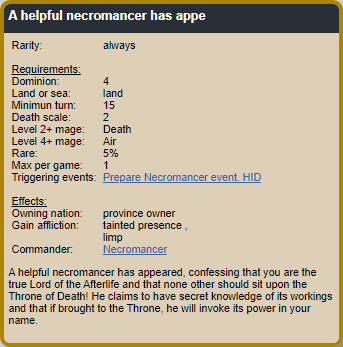 A helpful necromancer has appe
Rarity: always
Requirements:
Dominion: 4
Land or sea: land
Minimun turn: 15
Death scale: 2
Level 2+ mage: Death
Level 4+ mage: Air
Rare: 5%
Max per game: 1
Triggering events: Prepare Necromancer event. HID
Effects:
Owning nation: province owner
Gain affliction: tainted presence ,
limp
Commander: Necromancer
A helpful necromancer has appeared, confessing that you are the
true Lord of the Afterlife and that none other should sit upon the
Throne of Death! He claims to have secret knowledge of its workings
and that if brought to the Throne, he will invoke its power in your
name.